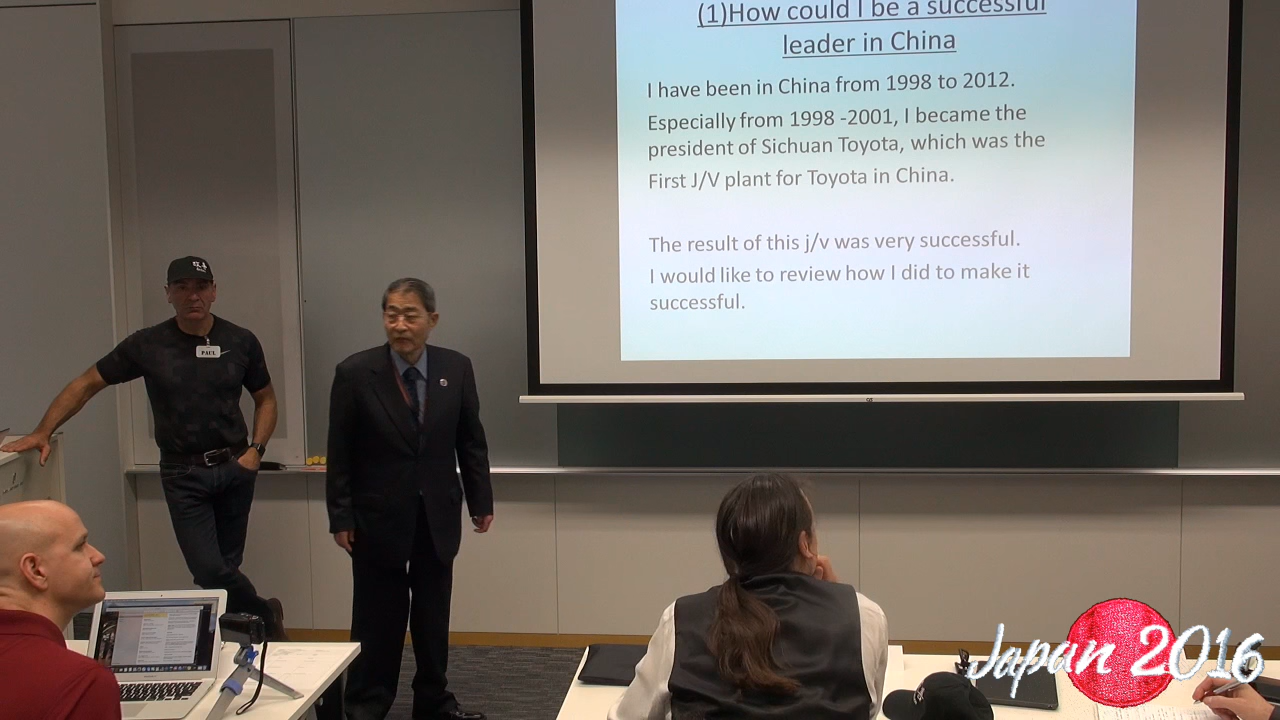 (1)How could I be a successful
leader in China
I have been in China from 1998 to 2012.
Especially from 1998 -2001, I became the
president of Sichuan Toyota, which was the
First J/V plant for Toyota in China.
The result of this j/v was very successful.
I would like to review how I did to make it
successful.
PAUL
Japan 2016